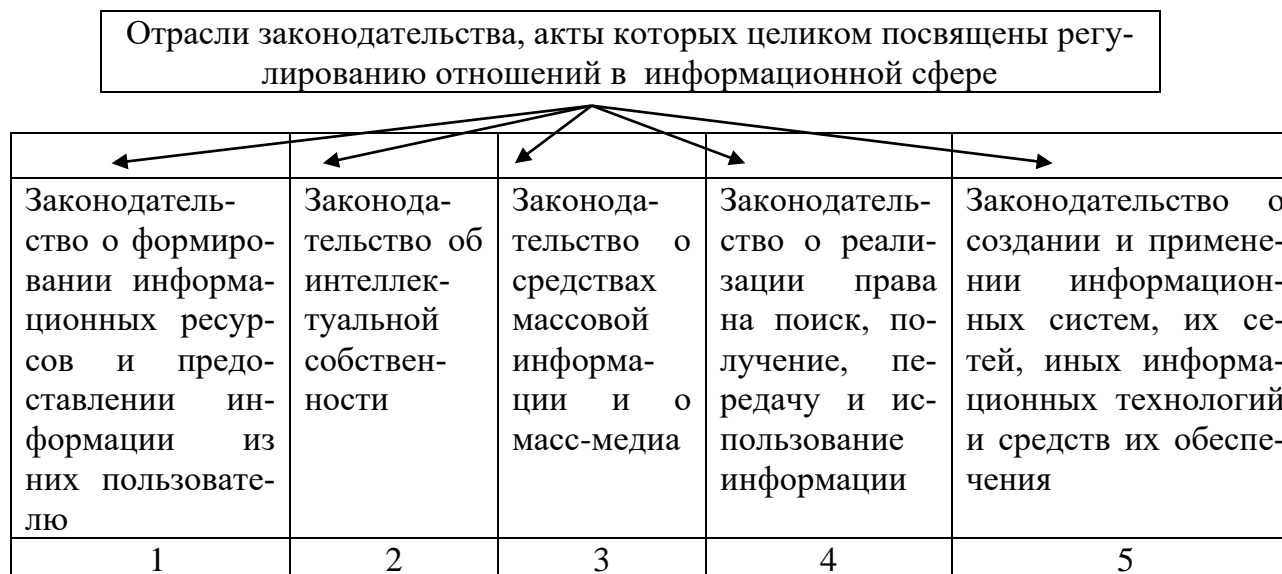 Отрасли законодательства, акты которых целиком посвящены регу-
лированию отношений в информационной сфере
Законодатель-
ство о формиро-
вании информа-
ционных ресур-
сов и предо-
ставлении ин-
формации из
них пользовате-
лю
Законода-
тельство об
интеллек-
туальной
собствен-
ности
Законода-
тельство о
средствах
массовой
информа-
ции и о
масс-медиа
Законодатель-
ство о реали-
зации права
на поиск, по-
лучение, пе-
редачу и ис-
пользование
информации
Законодательство о
создании и примене-
нии информацион-
ных систем, их се-
тей, иных информа-
ционных технологий
и средств их обеспе-
чения
1 2 3 4 5